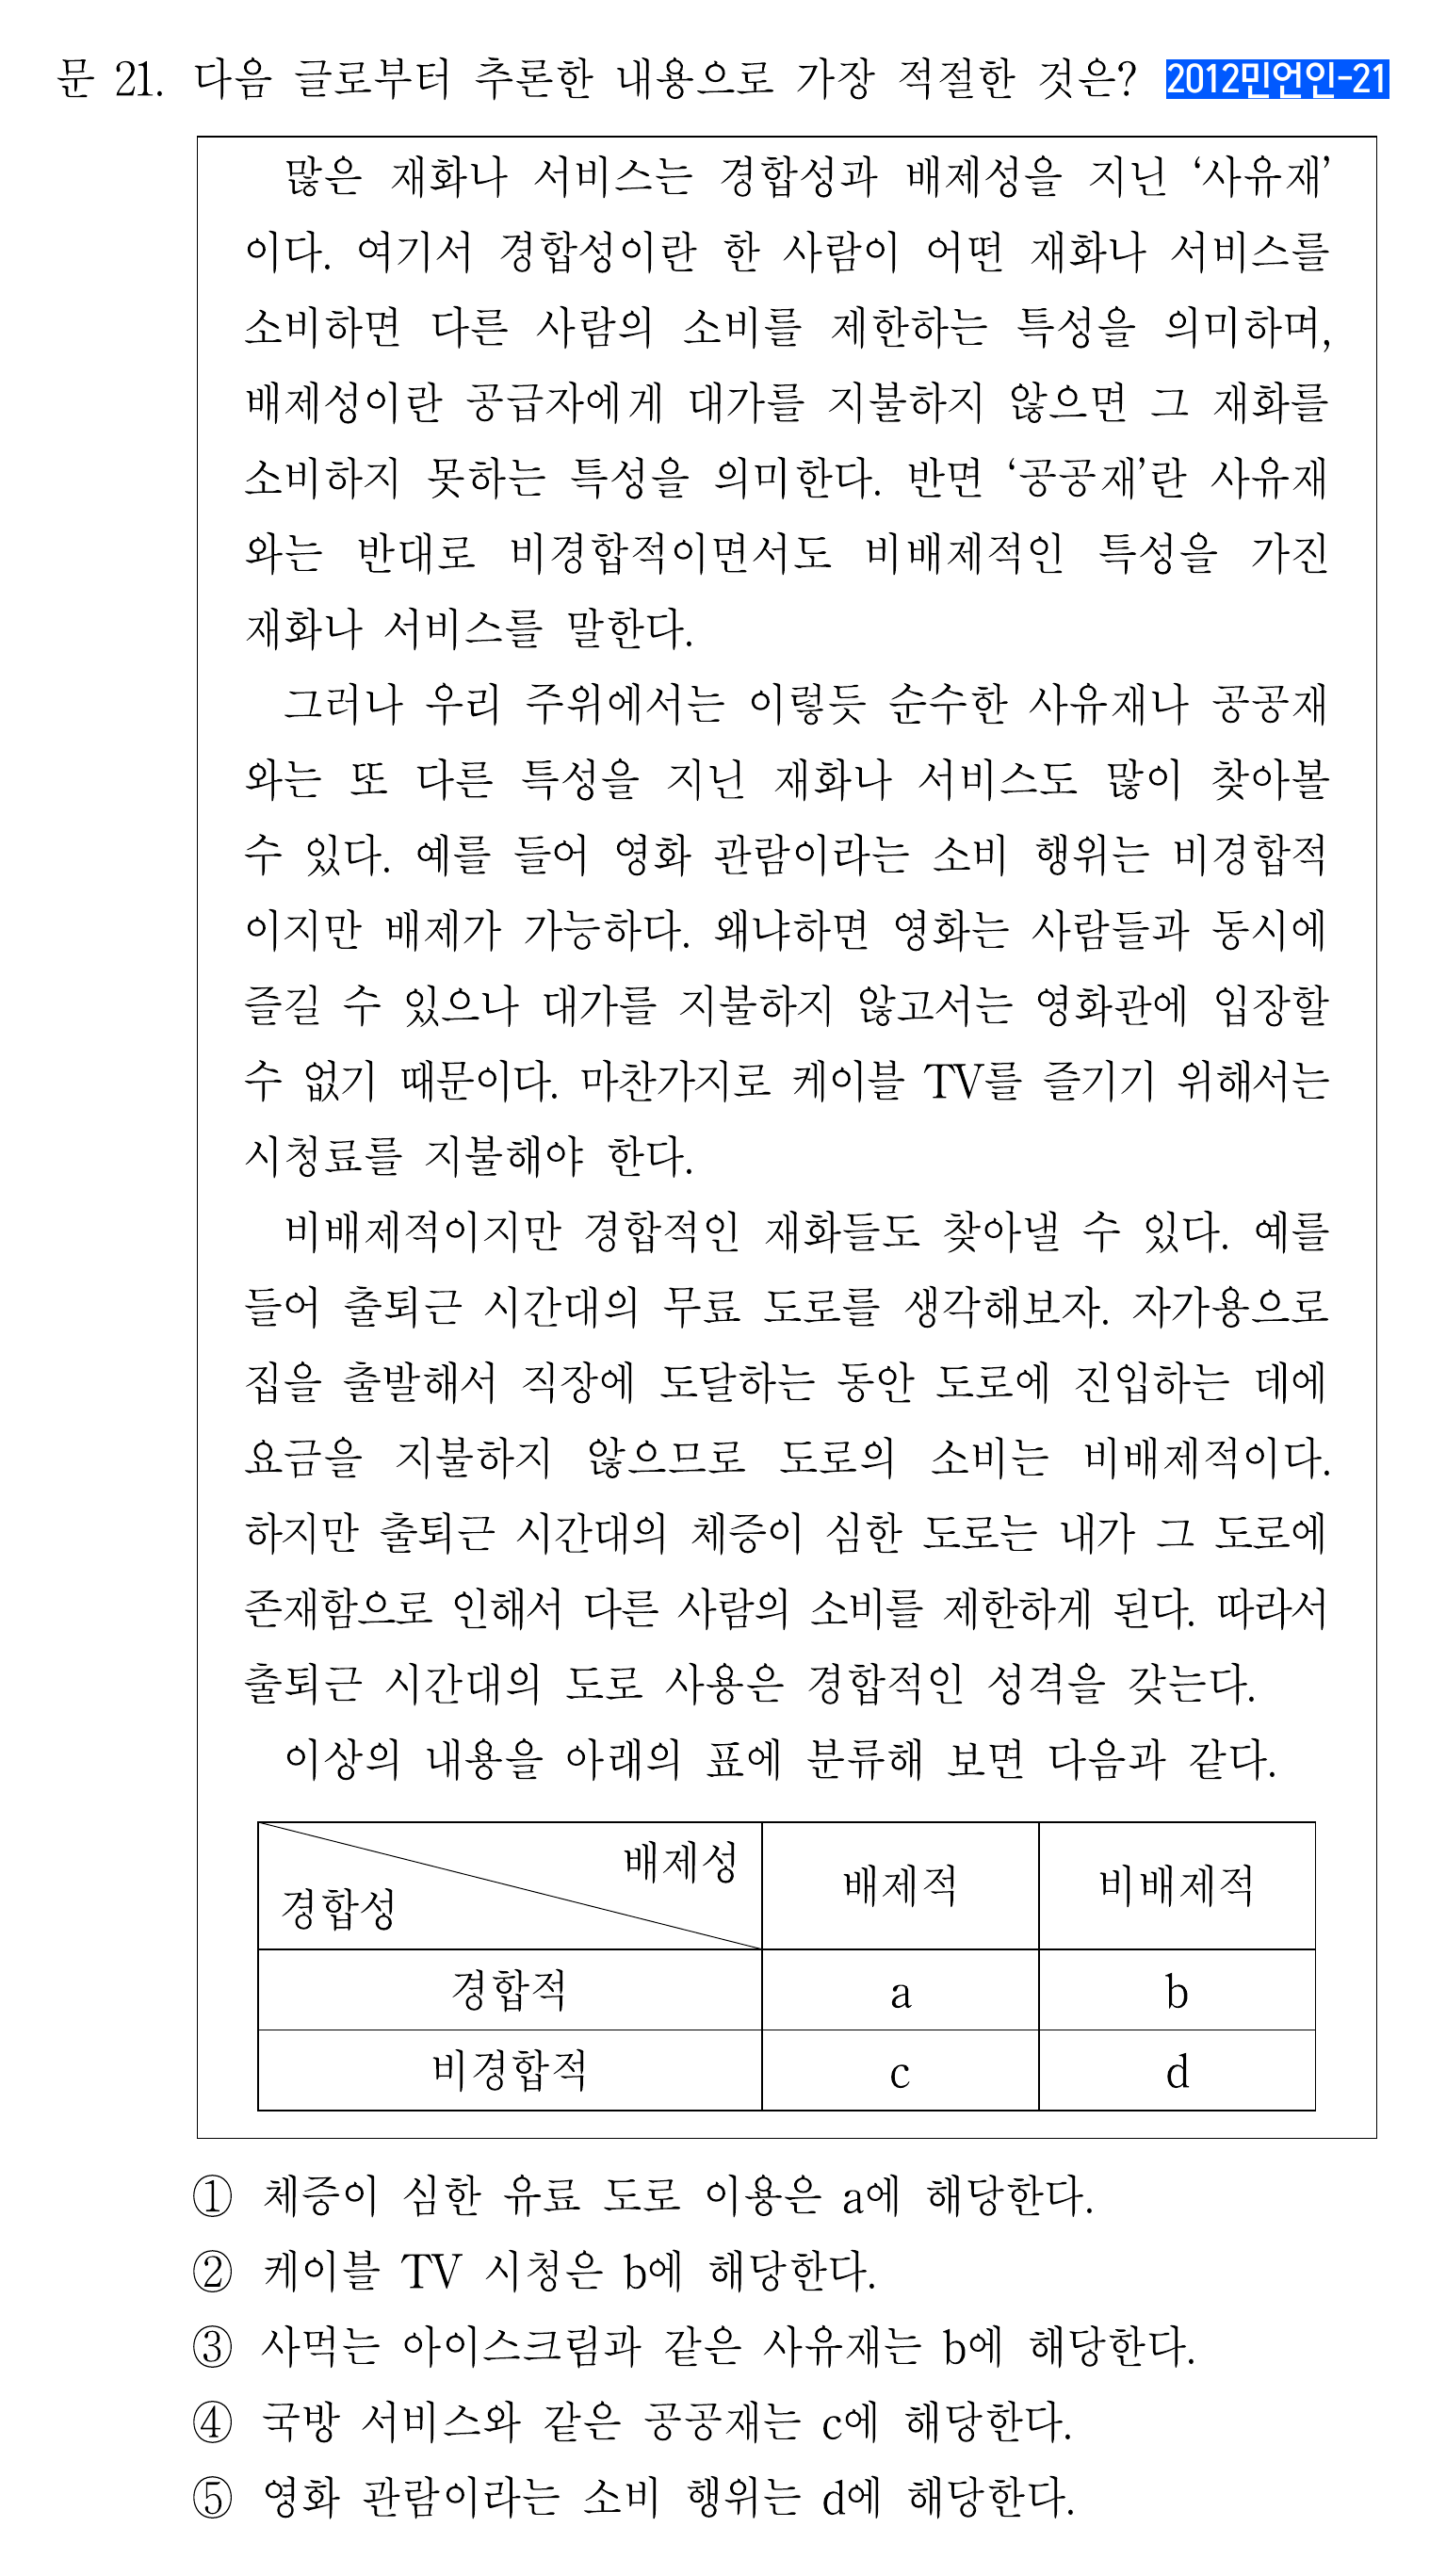 문 21. 다음 글로부터 추론한 내용으로 가장 적절한 것은? 2012민언인-21
많은 재화나 서비스는 경합성과 배제성을 지닌 ‘사유재’
이다. 여기서 경합성이란 한 사람이 어떤 재화나 서비스를
소비하면 다른 사람의 소비를 제한하는 특성을 의미하며,
배제성이란 공급자에게 대가를 지불하지 않으면 그 재화를
소비하지 못하는 특성을 의미한다. 반면 ‘공공재’란 사유재
와는 반대로 비경합적이면서도 비배제적인 특성을 가진
재화나 서비스를 말한다.
그러나 우리 주위에서는 이렇듯 순수한 사유재나 공공재
와는 또 다른 특성을 지닌 재화나 서비스도 많이 찾아볼
수 있다. 예를 들어 영화 관람이라는 소비 행위는 비경합적
이지만 배제가 가능하다. 왜냐하면 영화는 사람들과 동시에
즐길 수 있으나 대가를 지불하지 않고서는 영화관에 입장할
수 없기 때문이다. 마찬가지로 케이블 TV를 즐기기 위해서는
시청료를 지불해야 한다.
비배제적이지만 경합적인 재화들도 찾아낼 수 있다. 예를
들어 출퇴근 시간대의 무료 도로를 생각해보자. 자가용으로
집을 출발해서 직장에 도달하는 동안 도로에 진입하는 데에
요금을 지불하지 않으므로 도로의 소비는 비배제적이다.
하지만 출퇴근 시간대의 체증이 심한 도로는 내가 그 도로에
존재함으로 인해서 다른 사람의 소비를 제한하게 된다. 따라서
출퇴근 시간대의 도로 사용은 경합적인 성격을 갖는다.
이상의 내용을 아래의 표에 분류해 보면 다음과 같다.
배제성
경합성 배제적 비배제적
경합적 a b
비경합적 c d
① 체증이 심한 유료 도로 이용은 a에 해당한다.
② 케이블 TV 시청은 b에 해당한다.
③ 사먹는 아이스크림과 같은 사유재는 b에 해당한다.
④ 국방 서비스와 같은 공공재는 c에 해당한다.
⑤ 영화 관람이라는 소비 행위는 d에 해당한다.